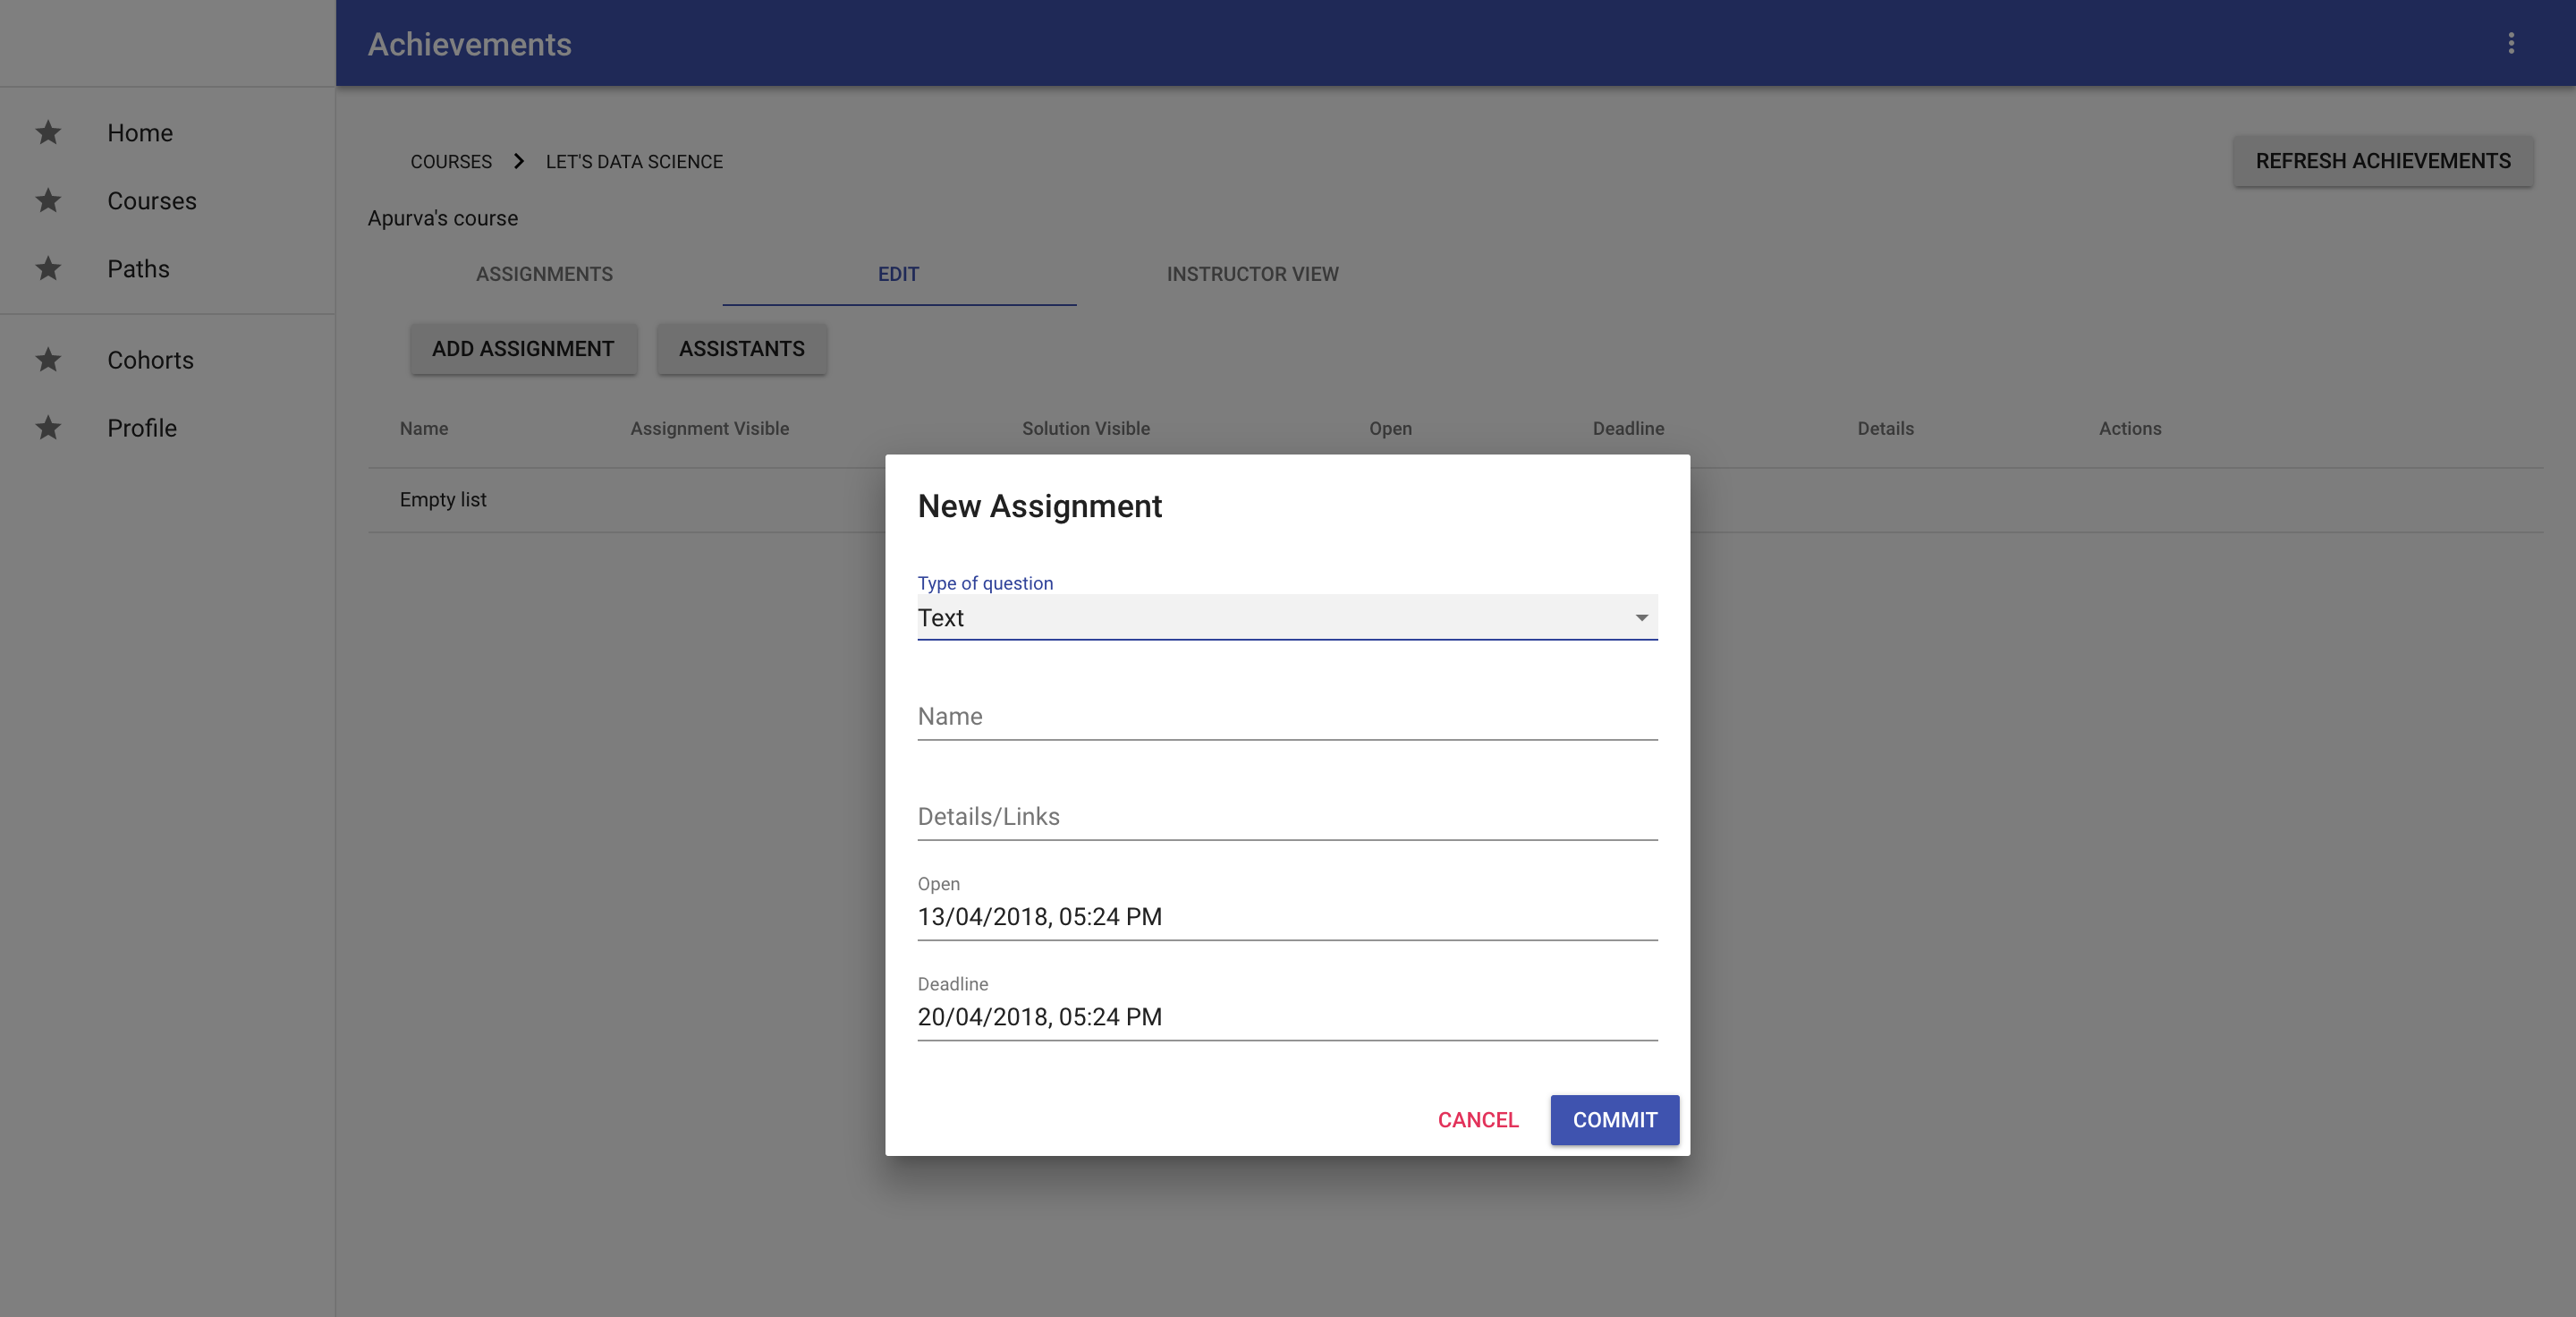 Achievements
Home
Courses
Paths
Cohorts
Profile
COURSES LET'S DATA SCIENCE
REFRESH ACHIEVEMENTS
Apurva's course
ASSIGNMENTS EDIT INSTRUCTOR VIEW
ADD ASSIGNMENT ASSISTANTS
Name Assignment Visible Solution Visible Open Deadline Details Actions
Empty list
New Assignment
Type of question
Text
Name
Details/Links
Open
13/04/2018, 05:24 PM
Deadline
20/04/2018, 05:24 PM
CANCEL COMMIT